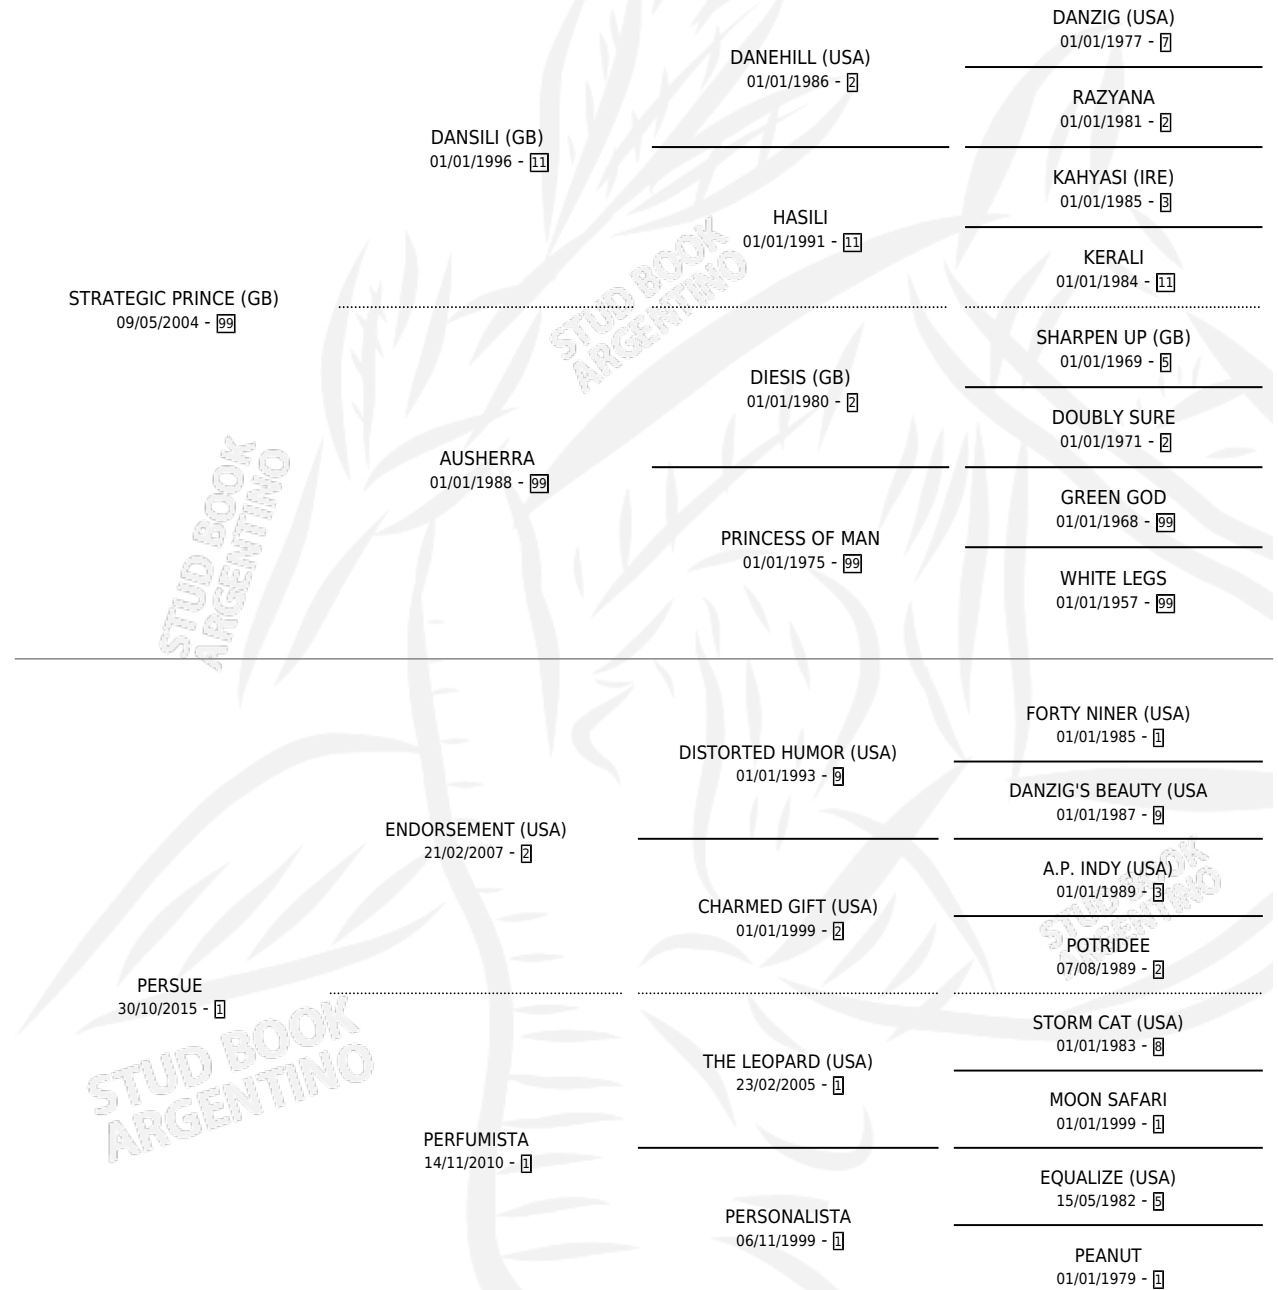 DANZIG (USA)
01/01/1977 - 7
DANEHILL (USA)
01/01/1986 - 2
RAZYANA
01/01/1981 - 2
DANSILI (GB)
01/01/1996 - 11
KAHYASI (IRE)
01/01/1985 - 3
HASILI
01/01/1991 - 11
KERALI
01/01/1984 - 11
STRATEGIC PRINCE (GB)
09/05/2004 - 99
SHARPEN UP (GB)
01/01/1969 - 5
DIESIS (GB)
01/01/1980 - 2
DOUBLY SURE
01/01/1971 - 2
AUSHERRA
01/01/1988 - 99
GREEN GOD
01/01/1968 - 99
PRINCESS OF MAN
01/01/1975 - 99
WHITE LEGS
01/01/1957 - 99
FORTY NINER (USA)
01/01/1985 - 1
DISTORTED HUMOR (USA)
01/01/1993 - 9
DANZIG'S BEAUTY (USA
01/01/1987 - 9
ENDORSEMENT (USA)
21/02/2007 - 2
A.P. INDY (USA)
01/01/1989 - 3
CHARMED GIFT (USA)
01/01/1999 - 2
POTRIDEE
07/08/1989 - 2
PERSUE
30/10/2015 - 1
STORM CAT (USA)
01/01/1983 - 8
THE LEOPARD (USA)
23/02/2005 - 1
MOON SAFARI
01/01/1999 - 1
PERFUMISTA
14/11/2010 - 1
EQUALIZE (USA)
15/05/1982 - 5
PERSONALISTA
06/11/1999 - 1
PEANUT
01/01/1979 - 1
STUD BOOK
ARGENTINO
STUD BOOK
ARGENTINO
STUD BOOK
ARGENTINO
STUD BOOK
ARGENTINO